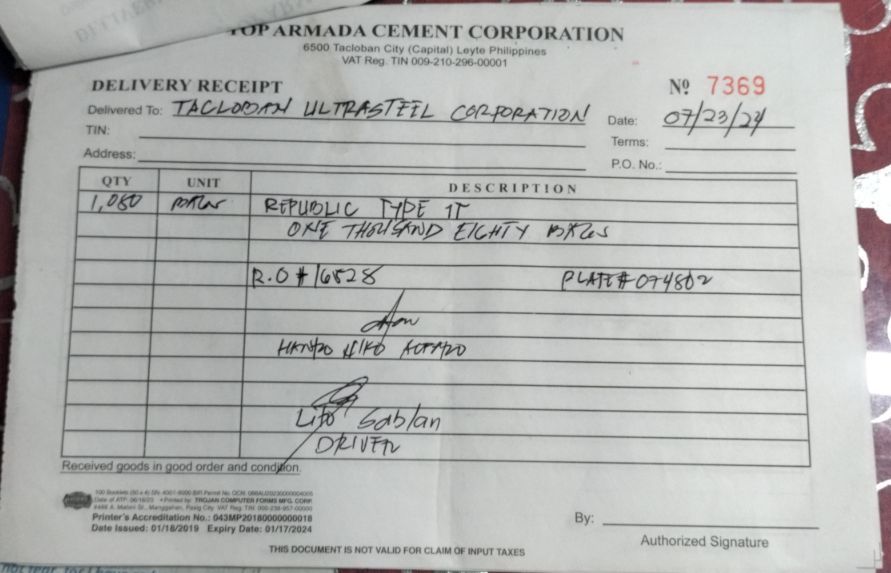 TOP ARMADA CEMENT CORPORATION
6500 Tacloban City (Capital) Leyte Philippines
VAT Reg. TIN 009-210-296-00001
DELIVERY RECEIPT
Nº 7369
Delivered To: TACLOBAN ULTRASTEEL CORPORATION
Date: 07/23/24
TIN:
Terms:
Address:
P.O. No.:
QTY UNIT DESCRIPTION
1,080 BAGS REPUBLIC TYPE 1T
ONE THOUSAND EIGHTY BAGS
R.O # 16828 PLATE # 074802
Lito Sablan
DRIVER
Received goods in good order and condition.
Printer's Accreditation No.: 043MP20180000000018
Date Issued: 01/18/2019 Expiry Date: 01/17/2024
By:
Authorized Signature
THIS DOCUMENT IS NOT VALID FOR CLAIM OF INPUT TAXES